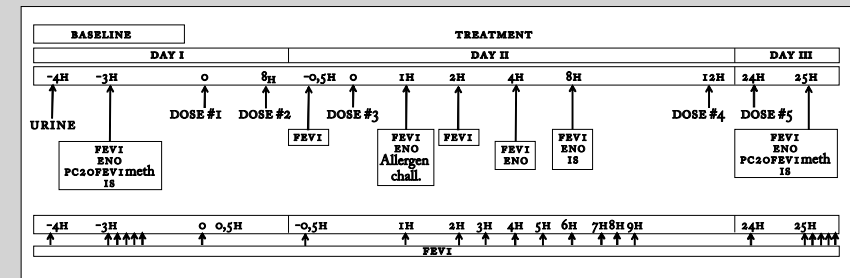 BASELINE TREATMENT
DAY I DAY II DAY III
-4H -3H 0 8H -0,5H 0 1H 2H 4H 8H 12H 24H 25H
DOSE #1 DOSE #2 DOSE #3 DOSE #4 DOSE #5
URINE
FEV1
FEV1
ENO
PC20FEV1meth
IS
FEV1
ENO
Allergen
chall.
FEV1
FEV1
ENO
FEV1
ENO
IS
FEV1
ENO
PC20FEV1meth
IS
-4H -3H 0 0,5H -0,5H 1H 2H 3H 4H 5H 6H 7H 8H 9H 24H 25H
FEV1